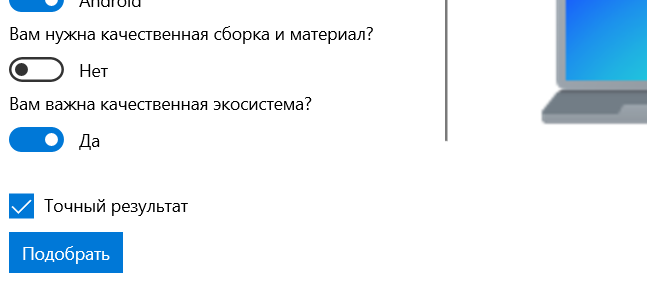 Android
Вам нужна качественная сборка и материал?
Нет
Вам важна качественная экосистема?
Да
Точный результат
Подобрать